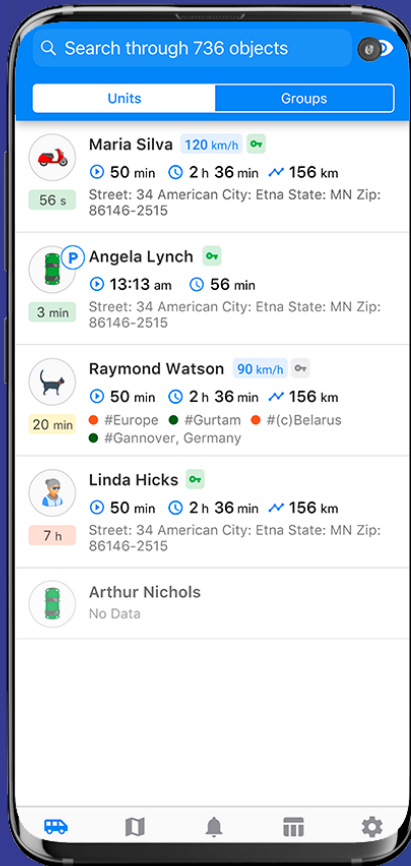 Search through 736 objects
Units
Groups
Maria Silva 120 km/h
50 min 2 h 36 min 156 km
56 s
Street: 34 American City: Etna State: MN Zip:
86146-2515
P
Angela Lynch
13:13 am 56 min
3 min
Street: 34 American City: Etna State: MN Zip:
86146-2515
Raymond Watson 90 km/h
50 min 2 h 36 min 156 km
20 min
#Europe #Gurtam #(c)Belarus
#Gannover, Germany
Linda Hicks
50 min 2 h 36 min 156 km
7 h
Street: 34 American City: Etna State: MN Zip:
86146-2515
Arthur Nichols
No Data